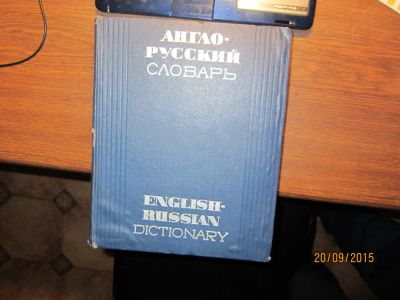 АНГЛО-
РУССКИЙ
СЛОВАРЬ
ENGLISH-
RUSSIAN
DICTIONARY
20/09/2015